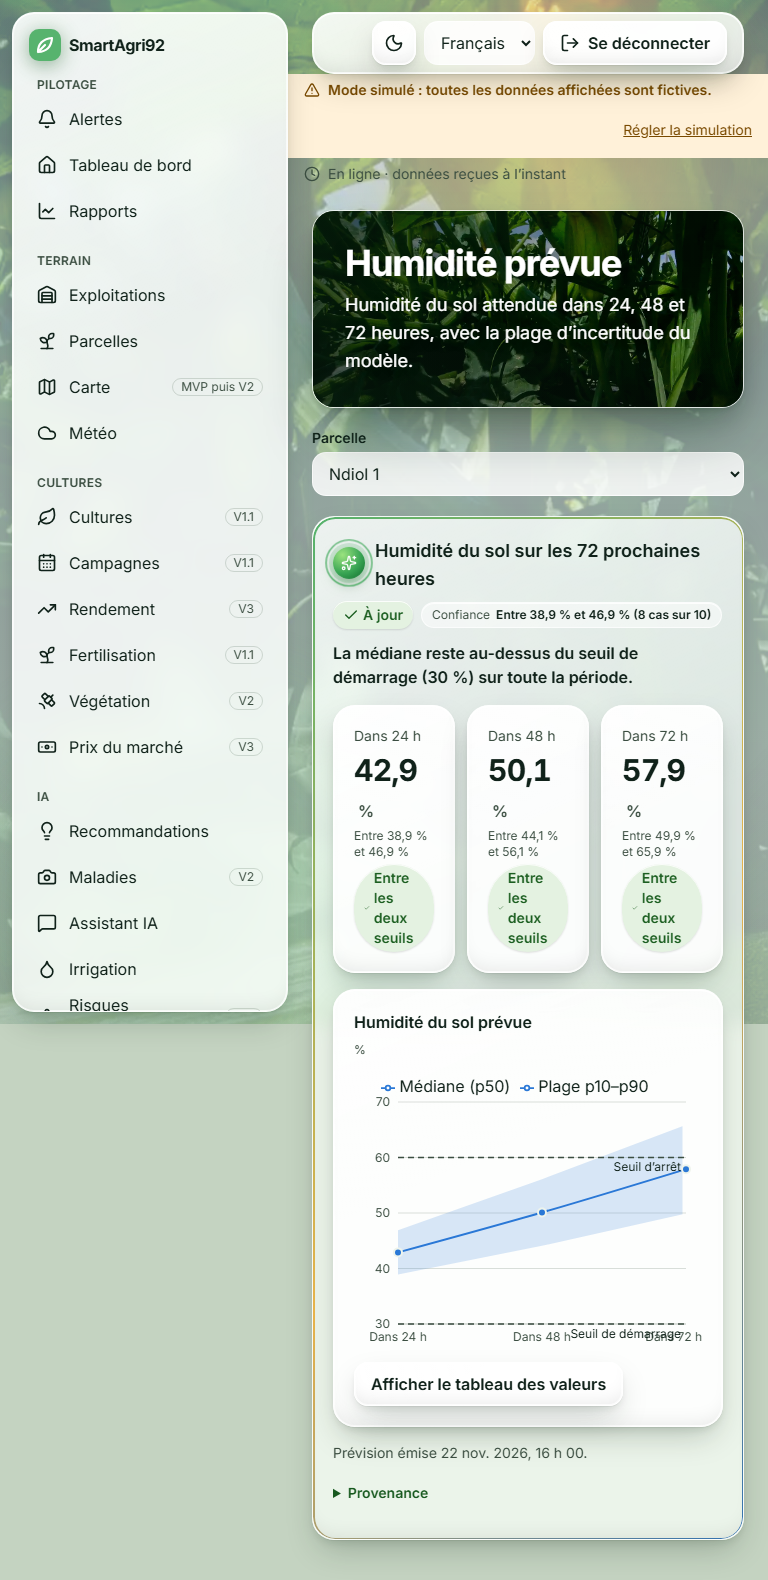 SmartAgri92
PILOTAGE
Alertes
Tableau de bord
Rapports
TERRAIN
Exploitations
Parcelles
Carte MVP puis V2
Météo
CULTURES
Cultures V1.1
Campagnes V1.1
Rendement V3
Fertilisation V1.1
Végétation V2
Prix du marché V3
IA
Recommandations
Maladies V2
Assistant IA
Irrigation
Risques
Français
Se déconnecter
Mode simulé : toutes les données affichées sont fictives.
Régler la simulation
En ligne · données reçues à l’instant
Humidité prévue
Humidité du sol attendue dans 24, 48 et
72 heures, avec la plage d’incertitude du
modèle.
Parcelle
Ndiol 1
Humidité du sol sur les 72 prochaines
heures
À jour
Confiance Entre 38,9 % et 46,9 % (8 cas sur 10)
La médiane reste au-dessus du seuil de
démarrage (30 %) sur toute la période.
Dans 24 h
42,9
%
Entre 38,9 %
et 46,9 %
Entre
les
deux
seuils
Dans 48 h
50,1
%
Entre 44,1 %
et 56,1 %
Entre
les
deux
seuils
Dans 72 h
57,9
%
Entre 49,9 %
et 65,9 %
Entre
les
deux
seuils
Humidité du sol prévue
%
Médiane (p50) Plage p10–p90
70
60
Seuil d’arrêt
50
40
30
Seuil de démarrage
Dans 24 h Dans 48 h Dans 72 h
Afficher le tableau des valeurs
Prévision émise 22 nov. 2026, 16 h 00.
Provenance